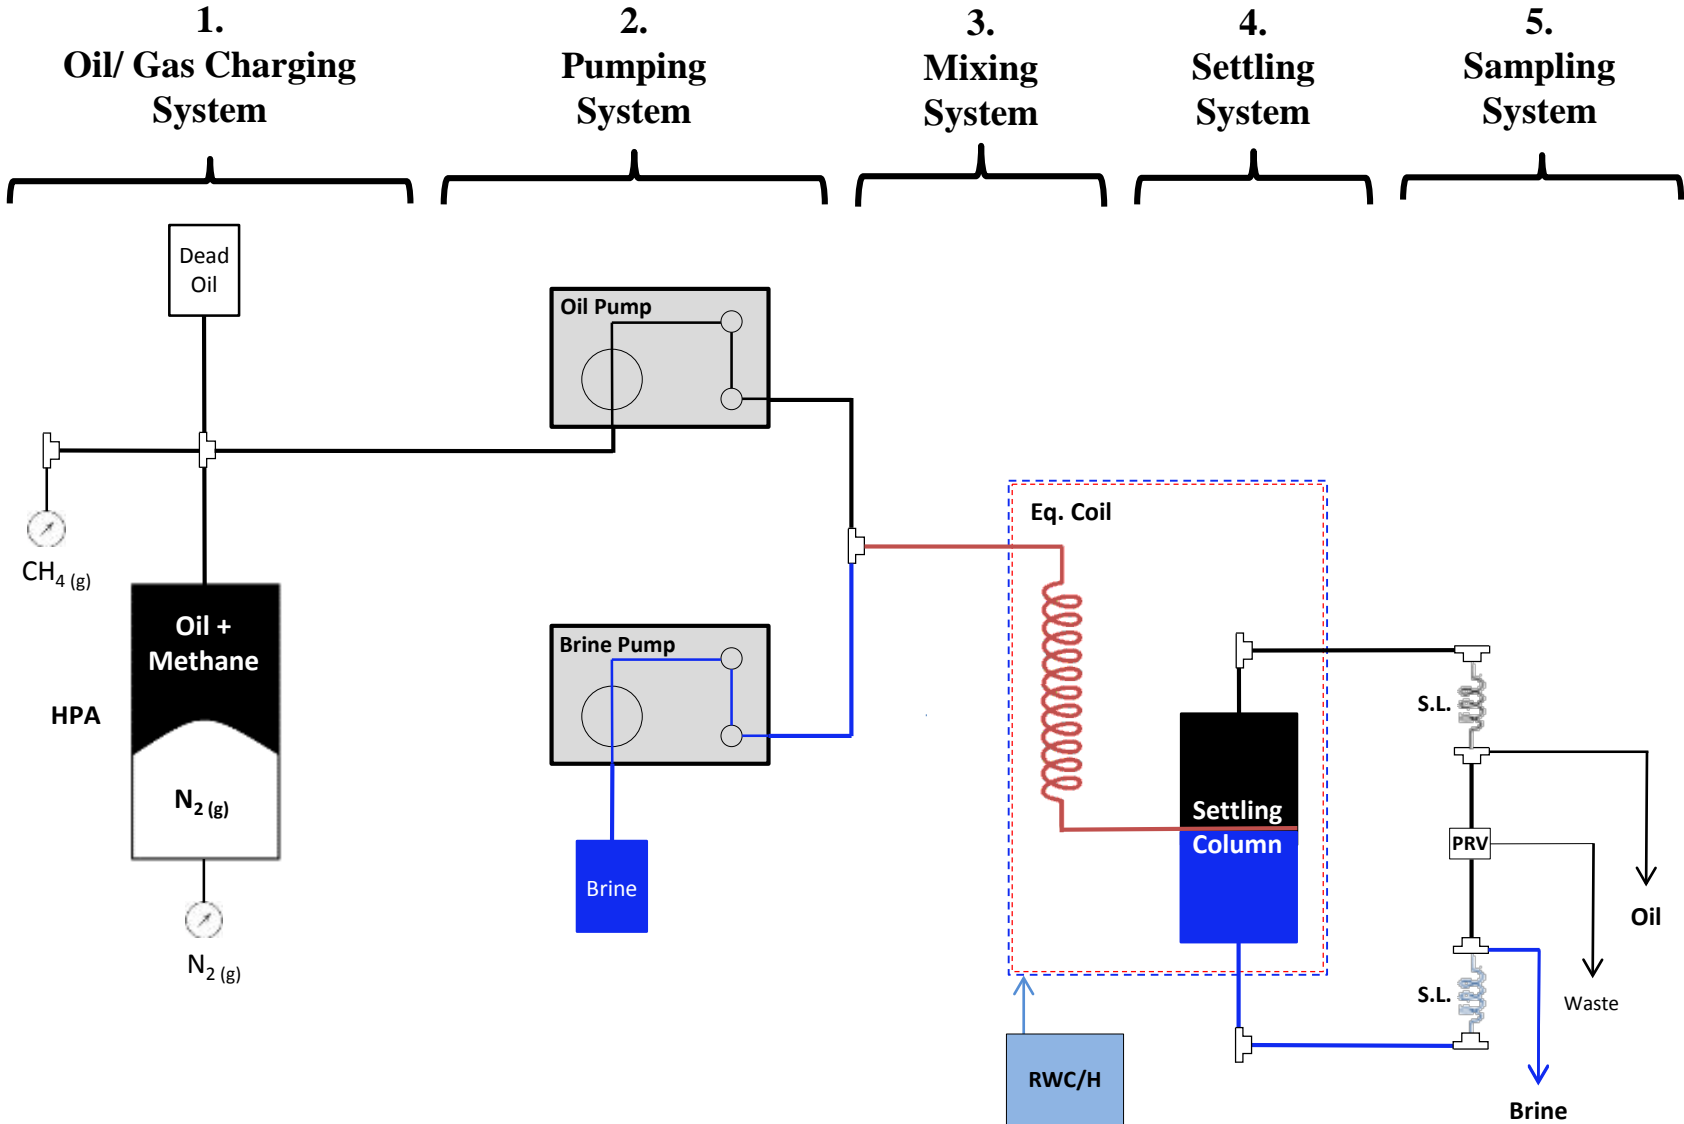 1.
Oil/ Gas Charging
System
2.
Pumping
System
3.
Mixing
System
4.
Settling
System
5.
Sampling
System
Dead
Oil
CH4 (g)
Oil +
Methane
HPA
N2 (g)
N2 (g)
Oil Pump
Brine Pump
Brine
Eq. Coil
Settling
Column
RWC/H
S.L.
PRV
S.L.
Oil
Waste
Brine